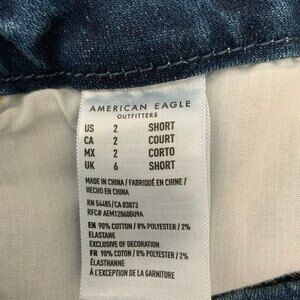 AMERICAN EAGLE
OUTFITTERS
US 2 SHORT
CA 2 COURT
MX 2 CORTO
UK 6 SHORT
MADE IN CHINA / FABRIQUÉ EN CHINE /
HECHO EN CHINA
RN 54485/CA 03873
RFC# AEM120605U9A
EN 90% COTTON / 8% POLYESTER / 2%
ELASTANE
EXCLUSIVE OF DECORATION
FR 90% COTON / 8% POLYESTER / 2%
ÉLASTHANNE
À L'EXCEPTION DE LA GARNITURE